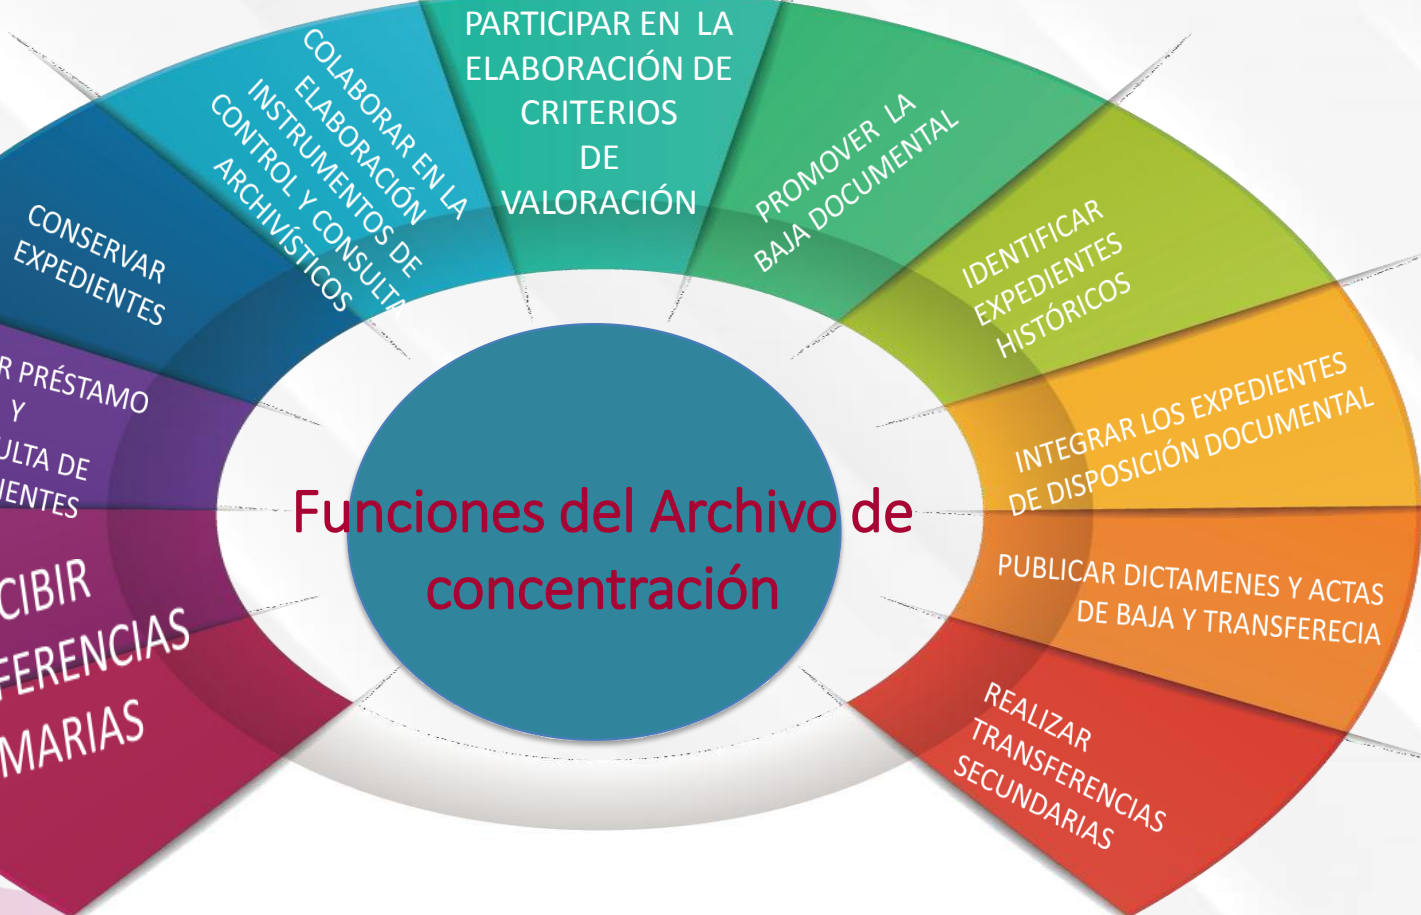 PARTICIPAR EN LA
ELABORACIÓN DE
CRITERIOS
DE
VALORACIÓN
COLABORAR EN LA
ELABORACIÓN
INSTRUMENTOS DE
CONTROL Y CONSULTA
ARCHIVÍSTICOS
PROMOVER LA
BAJA DOCUMENTAL
CONSERVAR
EXPEDIENTES
IDENTIFICAR
EXPEDIENTES
HISTÓRICOS
R PRÉSTAMO
Y
ULTA DE
IENTES
INTEGRAR LOS EXPEDIENTES
DE DISPOSICIÓN DOCUMENTAL
Funciones del Archivo de
concentración
CIBIR
FERENCIAS
MARIAS
PUBLICAR DICTAMENES Y ACTAS
DE BAJA Y TRANSFERECIA
REALIZAR
TRANSFERENCIAS
SECUNDARIAS